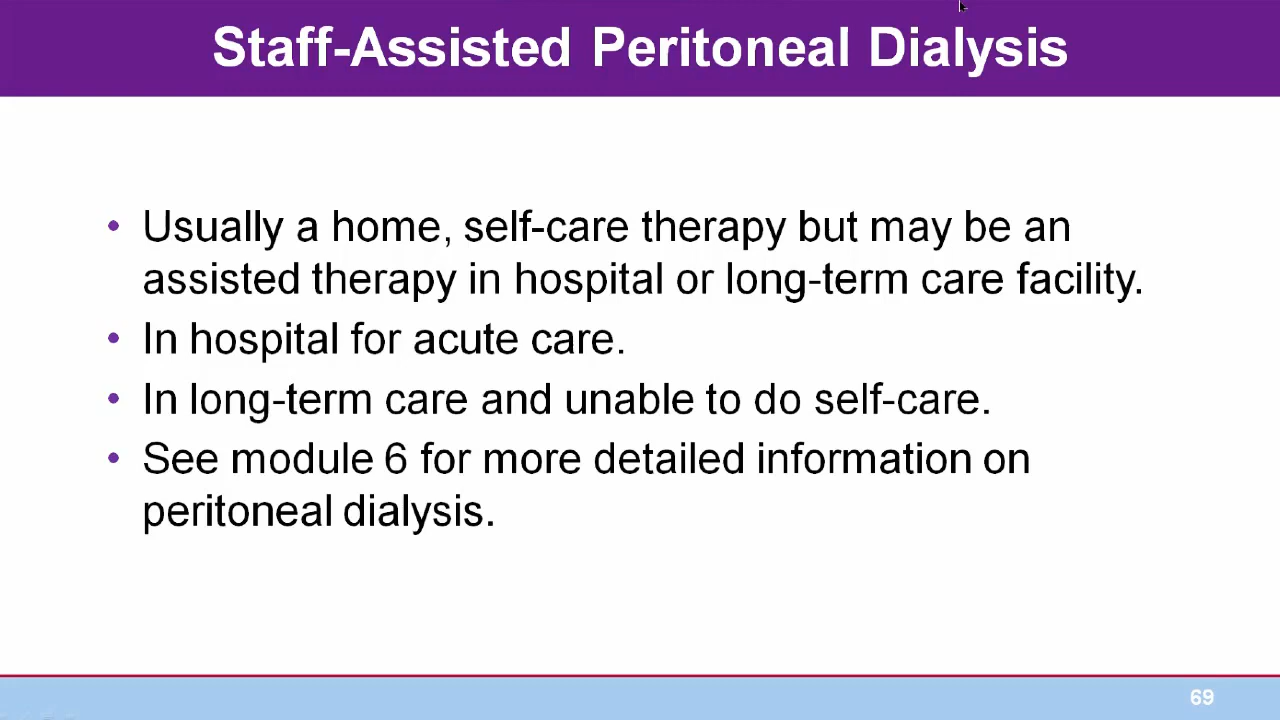 Staff-Assisted Peritoneal Dialysis
• Usually a home, self-care therapy but may be an
assisted therapy in hospital or long-term care facility.
• In hospital for acute care.
• In long-term care and unable to do self-care.
• See module 6 for more detailed information on
peritoneal dialysis.
69